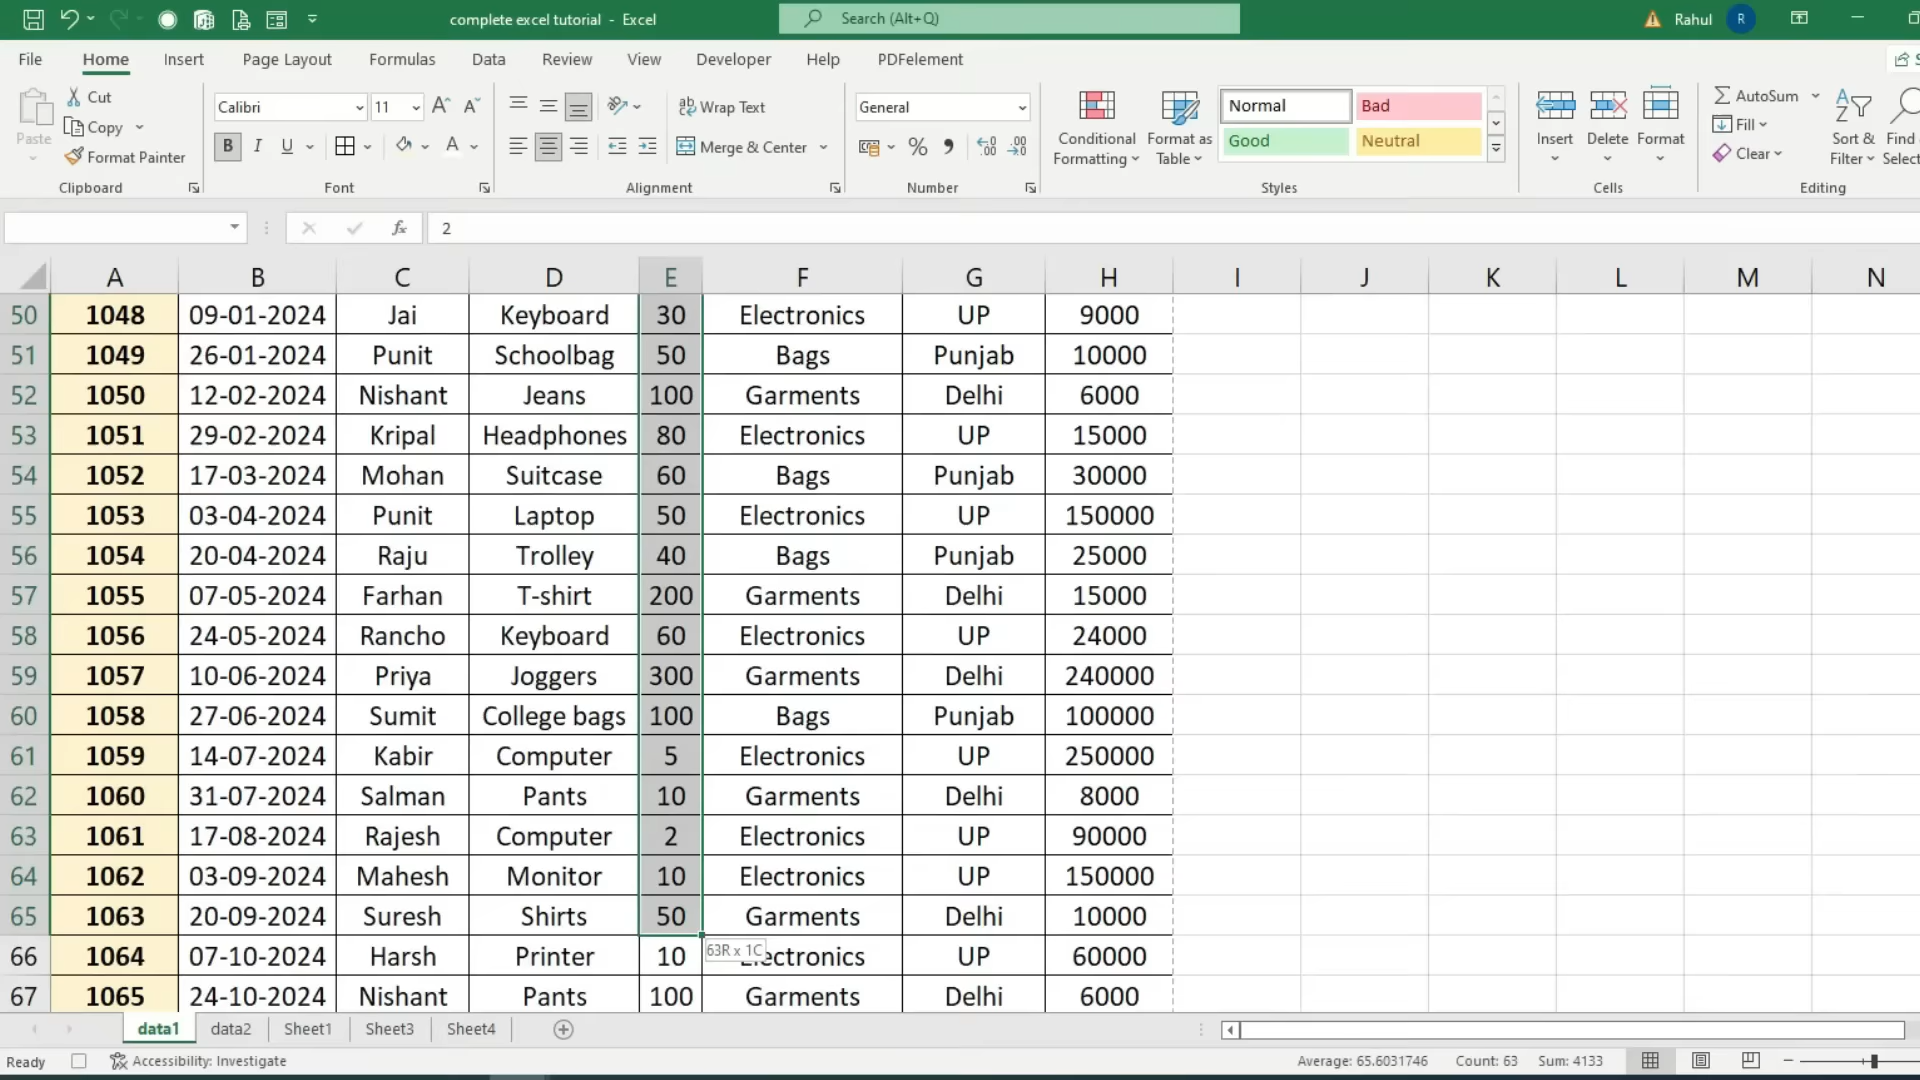 complete excel tutorial - Excel
Search (Alt+Q)
Rahul
R
File Home Insert Page Layout Formulas Data Review View Developer Help PDFelement
Paste
Cut
Copy
Format Painter
Clipboard
Calibri 11
B I U
Font
Wrap Text
Merge & Center
Alignment
General
Number
Conditional Formatting
Format as Table
Normal Bad
Good Neutral
Styles
Insert Delete Format
Cells
AutoSum
Fill
Clear
Sort &
Filter
Find
Selec
Editing
fx 2
A B C D E F G H I J K L M N
50 1048 09-01-2024 Jai Keyboard 30 Electronics UP 9000
51 1049 26-01-2024 Punit Schoolbag 50 Bags Punjab 10000
52 1050 12-02-2024 Nishant Jeans 100 Garments Delhi 6000
53 1051 29-02-2024 Kripal Headphones 80 Electronics UP 15000
54 1052 17-03-2024 Mohan Suitcase 60 Bags Punjab 30000
55 1053 03-04-2024 Punit Laptop 50 Electronics UP 150000
56 1054 20-04-2024 Raju Trolley 40 Bags Punjab 25000
57 1055 07-05-2024 Farhan T-shirt 200 Garments Delhi 15000
58 1056 24-05-2024 Rancho Keyboard 60 Electronics UP 24000
59 1057 10-06-2024 Priya Joggers 300 Garments Delhi 240000
60 1058 27-06-2024 Sumit College bags 100 Bags Punjab 100000
61 1059 14-07-2024 Kabir Computer 5 Electronics UP 250000
62 1060 31-07-2024 Salman Pants 10 Garments Delhi 8000
63 1061 17-08-2024 Rajesh Computer 2 Electronics UP 90000
64 1062 03-09-2024 Mahesh Monitor 10 Electronics UP 150000
65 1063 20-09-2024 Suresh Shirts 50 Garments Delhi 10000
66 1064 07-10-2024 Harsh Printer 10 Electronics UP 60000
63R x 1C
67 1065 24-10-2024 Nishant Pants 100 Garments Delhi 6000
data1 data2 Sheet1 Sheet3 Sheet4
Ready Accessibility: Investigate Average: 65.6031746 Count: 63 Sum: 4133